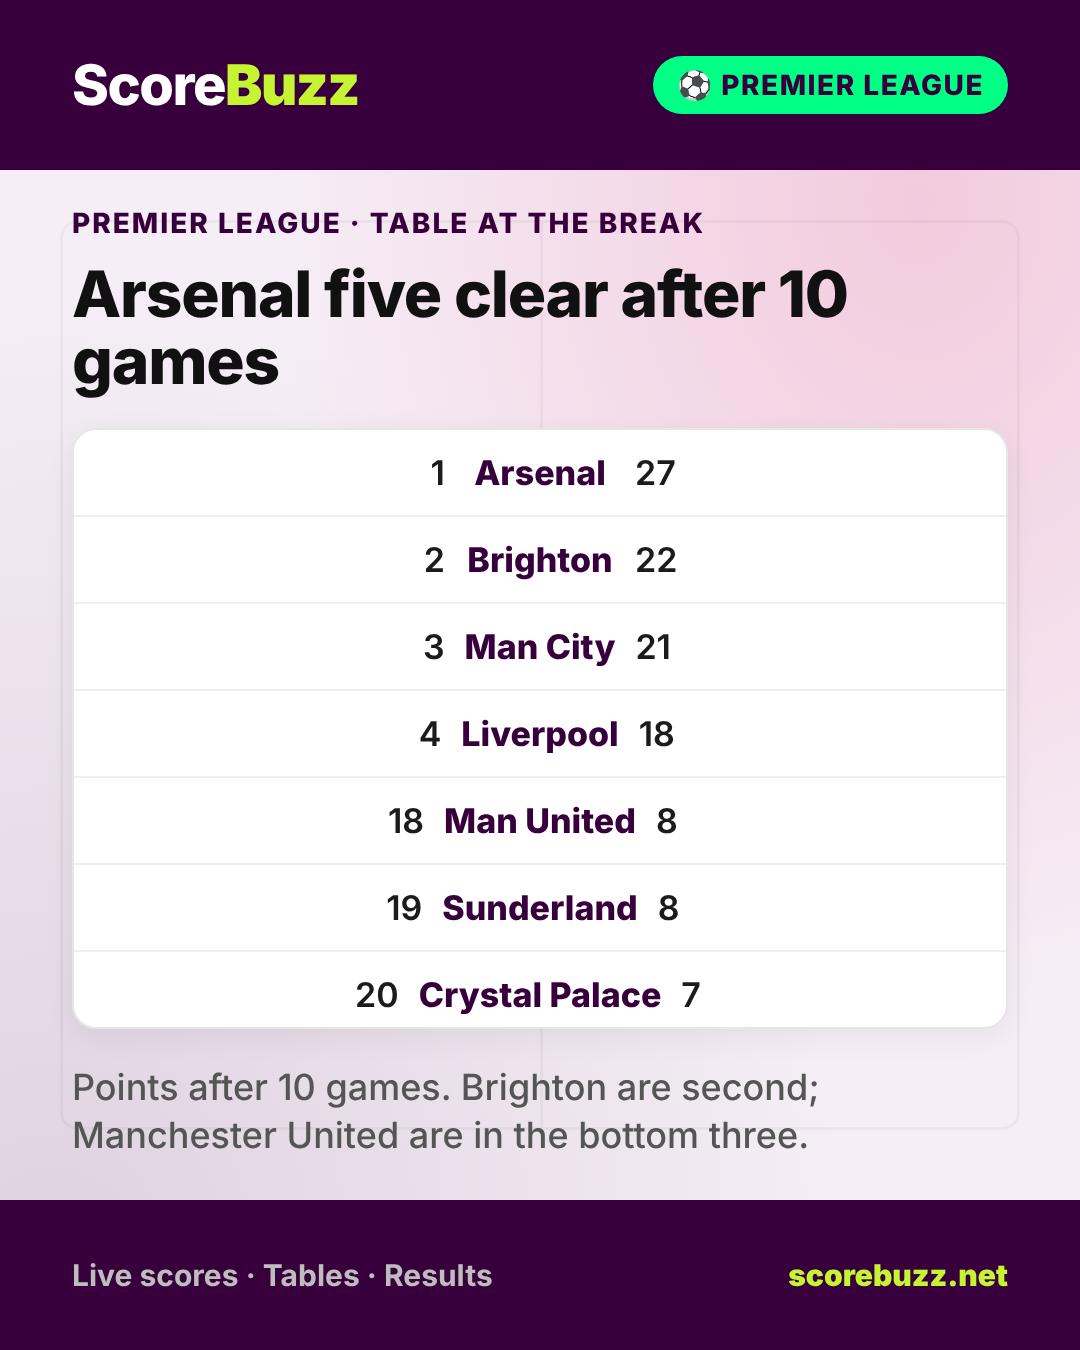 ScoreBuzz
⚽ PREMIER LEAGUE
PREMIER LEAGUE · TABLE AT THE BREAK
Arsenal five clear after 10
games
1 Arsenal 27
2 Brighton 22
3 Man City 21
4 Liverpool 18
18 Man United 8
19 Sunderland 8
20 Crystal Palace 7
Points after 10 games. Brighton are second;
Manchester United are in the bottom three.
Live scores · Tables · Results
scorebuzz.net